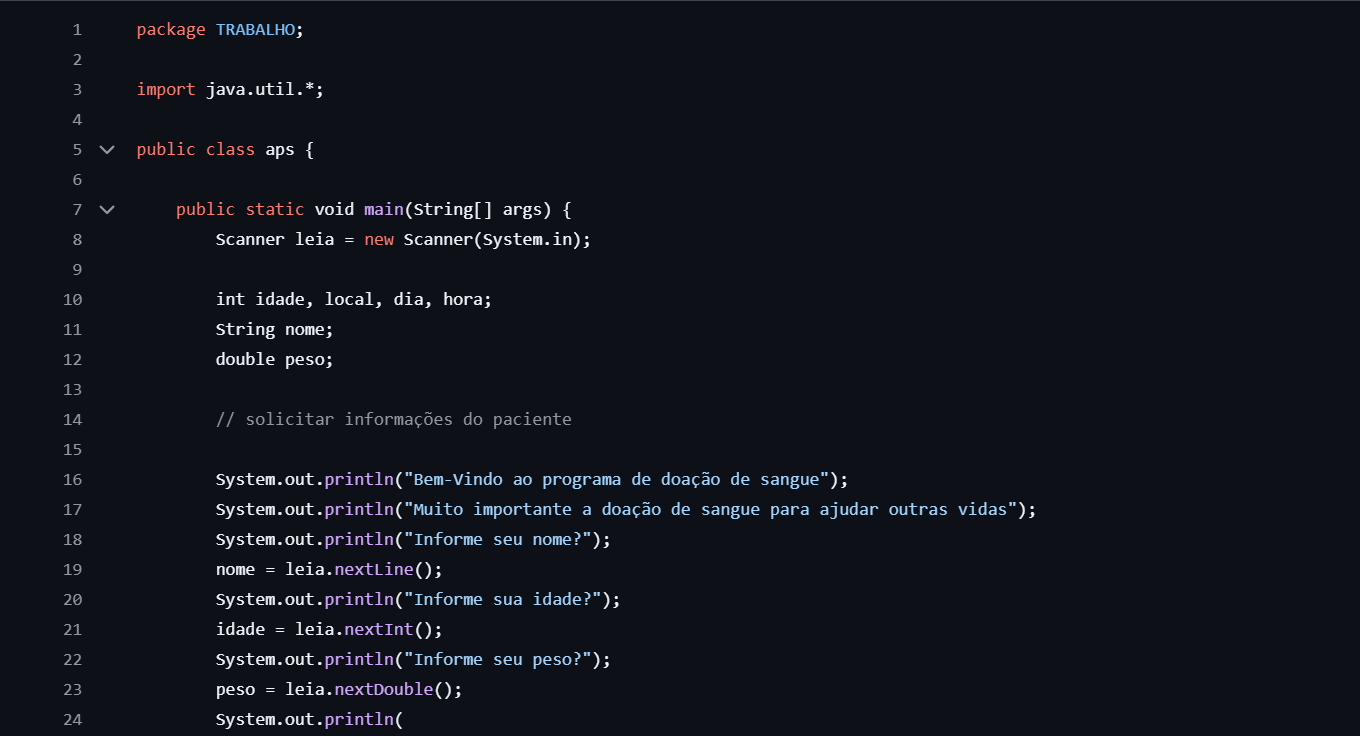 1 package TRABALHO;
2
3 import java.util.*;
4
5 public class aps {
6
7 public static void main(String[] args) {
8 Scanner leia = new Scanner(System.in);
9
10 int idade, local, dia, hora;
11 String nome;
12 double peso;
13
14 // solicitar informações do paciente
15
16 System.out.println("Bem-Vindo ao programa de doação de sangue");
17 System.out.println("Muito importante a doação de sangue para ajudar outras vidas");
18 System.out.println("Informe seu nome?");
19 nome = leia.nextLine();
20 System.out.println("Informe sua idade?");
21 idade = leia.nextInt();
22 System.out.println("Informe seu peso?");
23 peso = leia.nextDouble();
24 System.out.println(